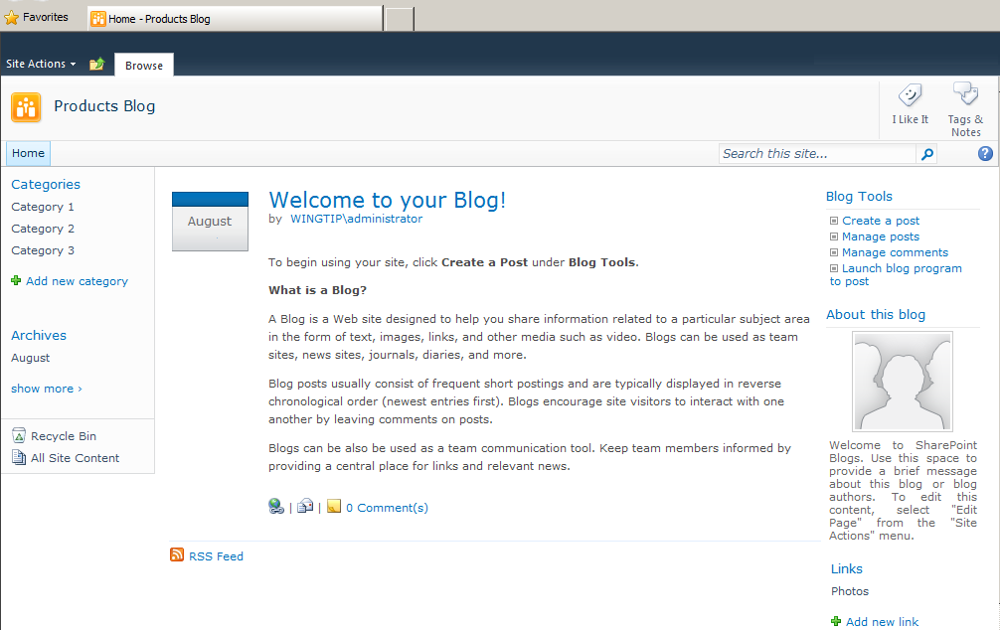 Favorites
Home - Products Blog
Site Actions
Browse
Products Blog
I Like It
Tags &
Notes
Home
Search this site...
Categories
Category 1
Category 2
Category 3
Add new category
Archives
August
show more ›
Recycle Bin
All Site Content
August
Welcome to your Blog!
by WINGTIP\administrator
To begin using your site, click Create a Post under Blog Tools.
What is a Blog?
A Blog is a Web site designed to help you share information related to a particular subject area
in the form of text, images, links, and other media such as video. Blogs can be used as team
sites, news sites, journals, diaries, and more.
Blog posts usually consist of frequent short postings and are typically displayed in reverse
chronological order (newest entries first). Blogs encourage site visitors to interact with one
another by leaving comments on posts.
Blogs can be also be used as a team communication tool. Keep team members informed by
providing a central place for links and relevant news.
| | 0 Comment(s)
RSS Feed
Blog Tools
Create a post
Manage posts
Manage comments
Launch blog program
to post
About this blog
Welcome to SharePoint
Blogs. Use this space to
provide a brief message
about this blog or blog
authors. To edit this
content, select "Edit
Page" from the "Site
Actions" menu.
Links
Photos
Add new link